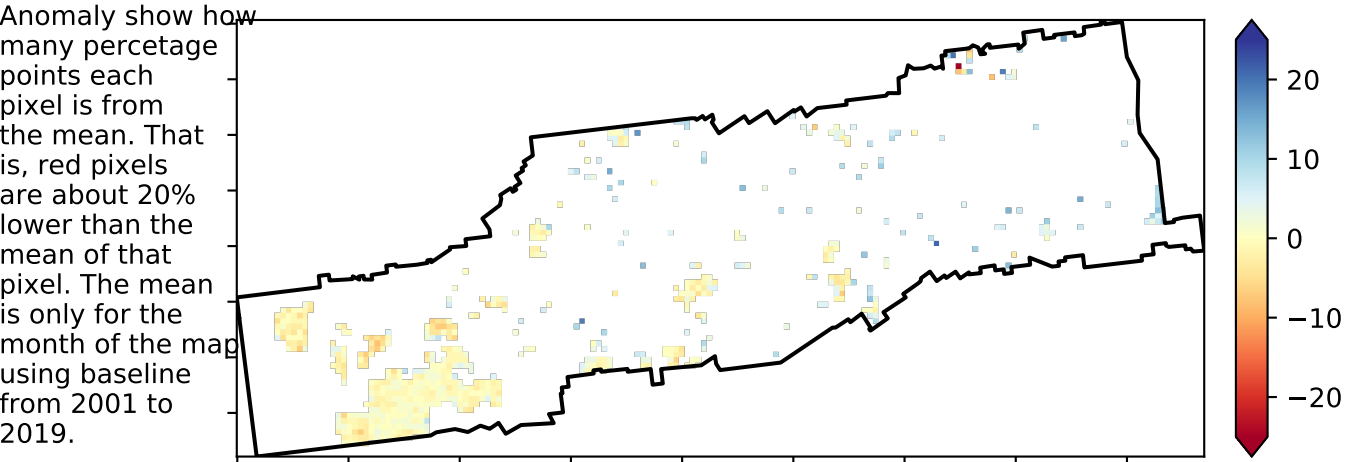 Anomaly show how
many percetage
points each
pixel is from
the mean. That
is, red pixels
are about 20%
lower than the
mean of that
pixel. The mean
is only for the
month of the map
using baseline
from 2001 to
2019.
20
10
0
−10
−20